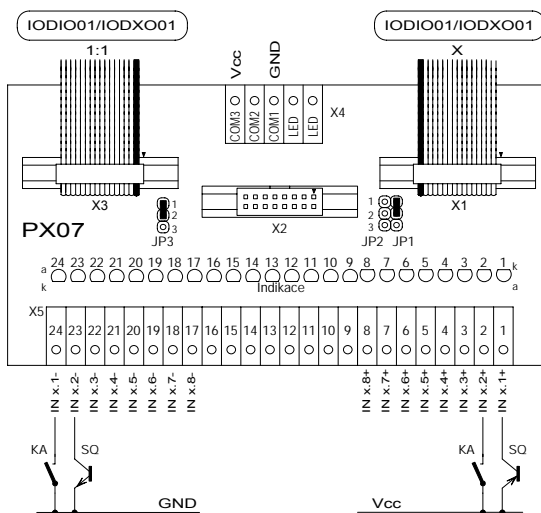 IODIO01/IODXO01 IODIO01/IODXO01
1:1 X
Vcc GND
COM3 COM2 COM1 LED LED X4
X3 X2 X1
1 2 3 JP3
1 2 3 JP2 JP1
PX07
24 23 22 21 20 19 18 17 16 15 14 13 12 11 10 9 8 7 6 5 4 3 2 1
a k k a
Indikace
X5
24 23 22 21 20 19 18 17 16 15 14 13 12 11 10 9 8 7 6 5 4 3 2 1
IN x.1- IN x.2- IN x.3- IN x.4- IN x.5- IN x.6- IN x.7- IN x.8- IN x.8+ IN x.7+ IN x.6+ IN x.5+ IN x.4+ IN x.3+ IN x.2+ IN x.1+
KA SQ KA SQ
GND Vcc